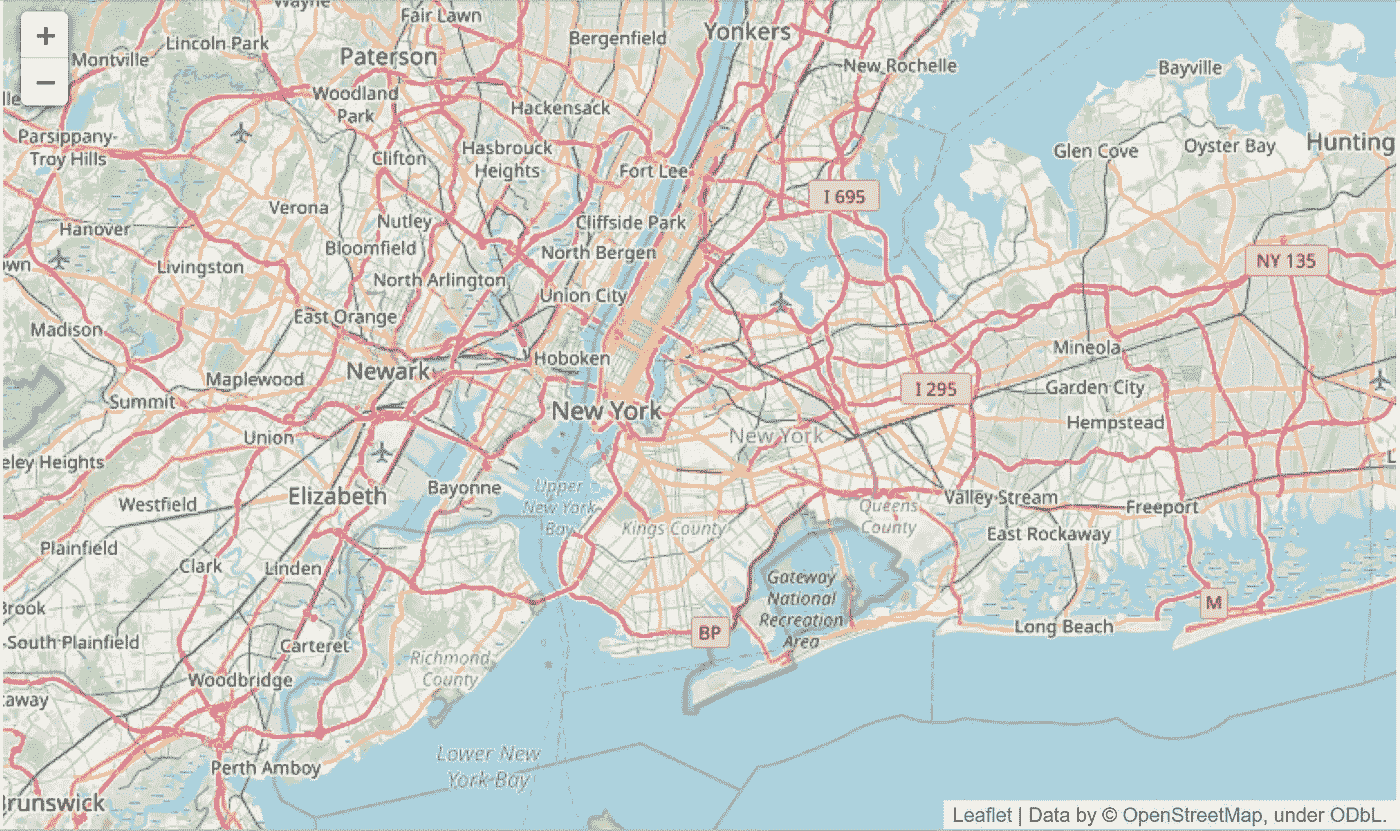 Wayne
Fair Lawn
+
Lincoln Park
Bergenfield
Yonkers
Montville
Paterson
New Rochelle
Bayville
−
Woodland
Park
Hackensack
Parsippany-
Troy Hills
Hasbrouck
Heights
Clifton
Fort Lee
Glen Cove
Oyster Bay
Hunting
I 695
Verona
Nutley
Cliffside Park
Hanover
Bloomfield
North Bergen
own
Livingston
North Arlington
NY 135
Union City
East Orange
Madison
Hoboken
Mineola
Newark
Maplewood
I 295
Garden City
Summit
New York
Hempstead
Union
New York
eley Heights
Elizabeth
Bayonne
Upper
New York
Bay
Valley Stream
Westfield
Queens
County
Freeport
Kings County
East Rockaway
Plainfield
Clark
Linden
Gateway
National
Recreation
Area
Brook
M
South Plainfield
Carteret
BP
Long Beach
Richmond
County
Woodbridge
taway
Lower New
York Bay
Perth Amboy
Brunswick
Leaflet | Data by © OpenStreetMap, under ODbL.